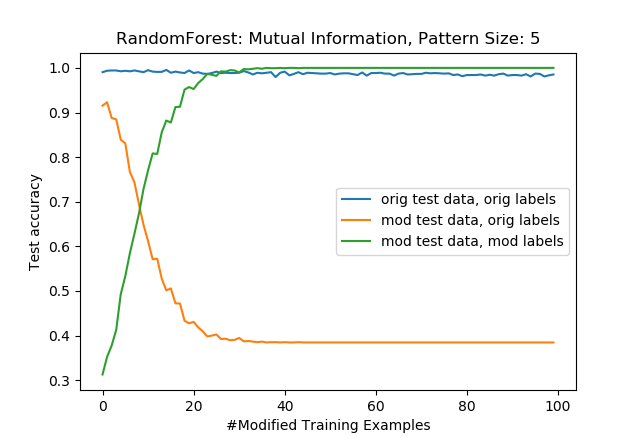 RandomForest: Mutual Information, Pattern Size: 5
1.0
0.9
0.8
0.7
0.6
0.5
0.4
0.3
Test accuracy
orig test data, orig labels
mod test data, orig labels
mod test data, mod labels
0 20 40 60 80 100
#Modified Training Examples